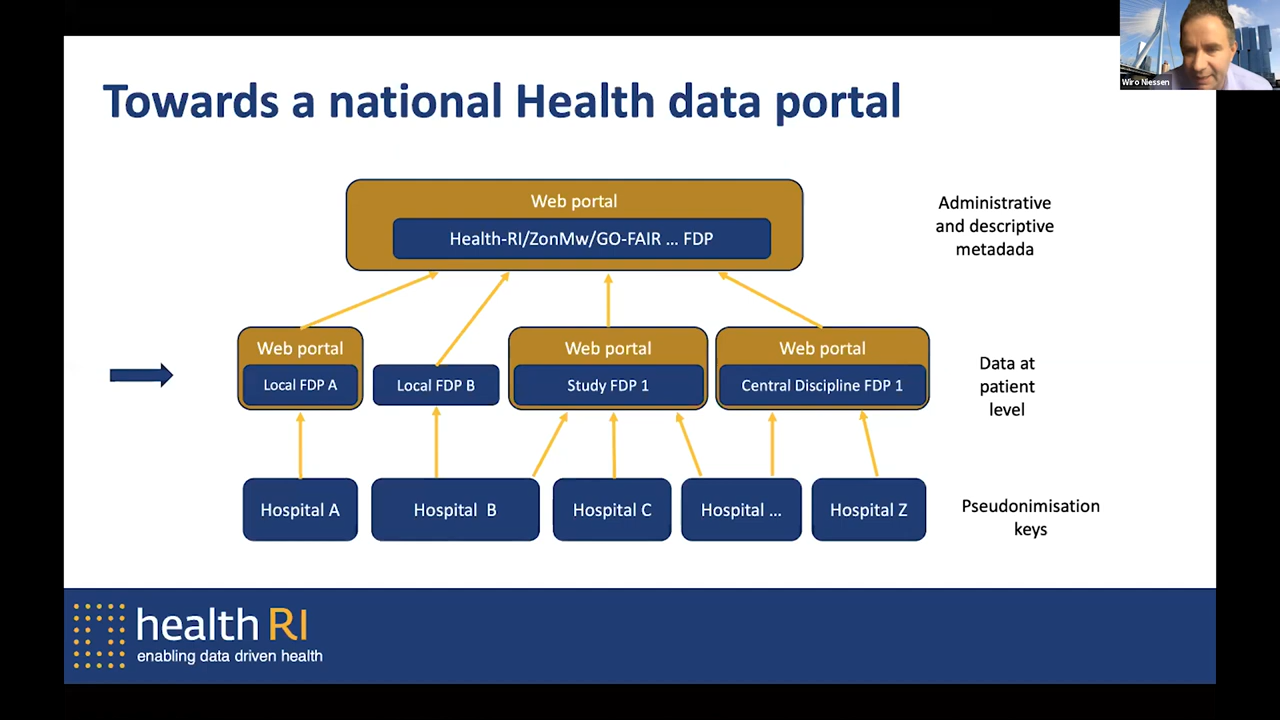 Wiro Niessen
Towards a national Health data portal
Web portal
Health-RI/ZonMw/GO-FAIR ... FDP
Administrative
and descriptive
metadada
Web portal
Local FDP A
Local FDP B
Web portal
Study FDP 1
Web portal
Central Discipline FDP 1
Data at
patient
level
Hospital A
Hospital B
Hospital C
Hospital ...
Hospital Z
Pseudonimisation
keys
health RI
enabling data driven health